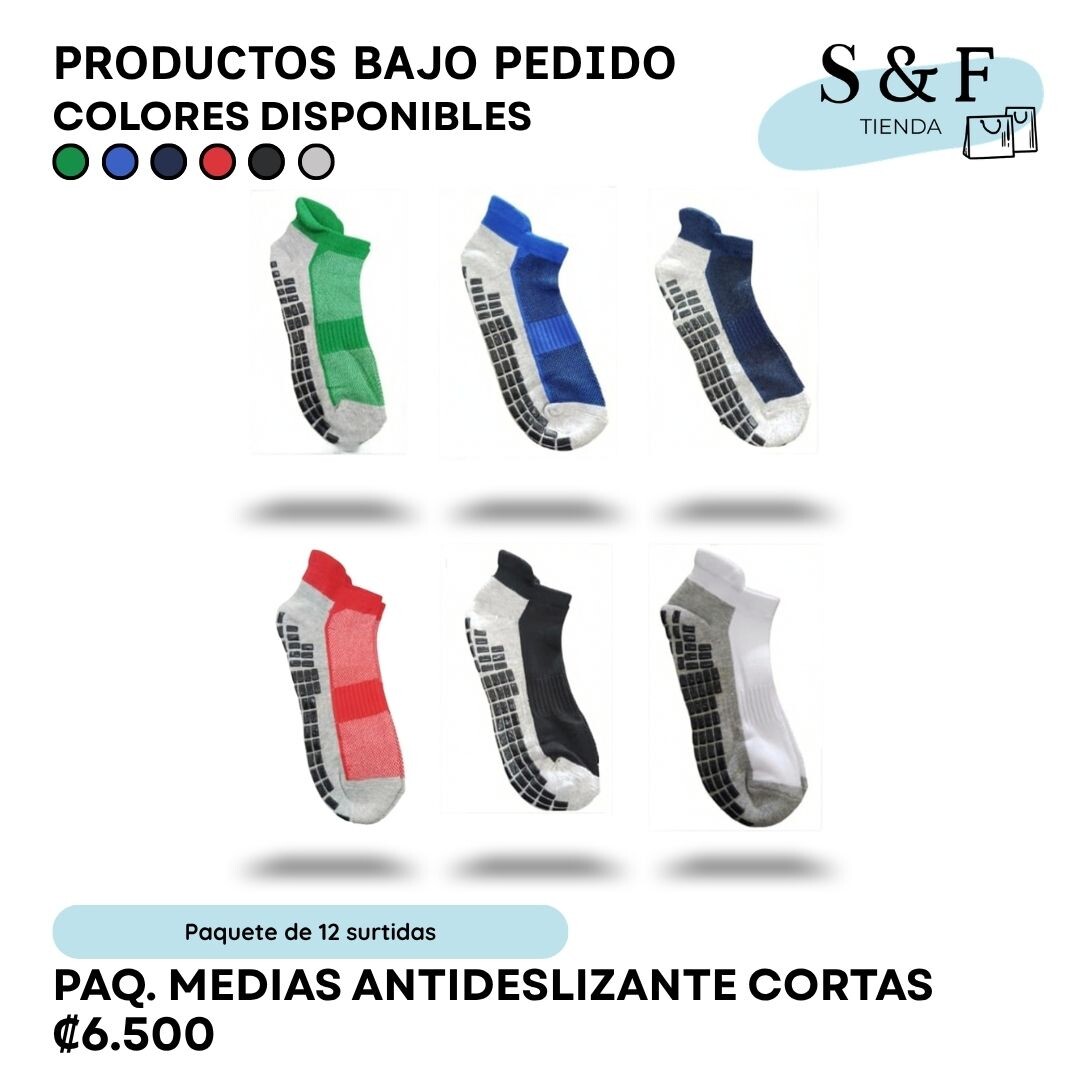 PRODUCTOS BAJO PEDIDO
COLORES DISPONIBLES
S & F
TIENDA
Paquete de 12 surtidas
PAQ. MEDIAS ANTIDESLIZANTE CORTAS
₡6.500